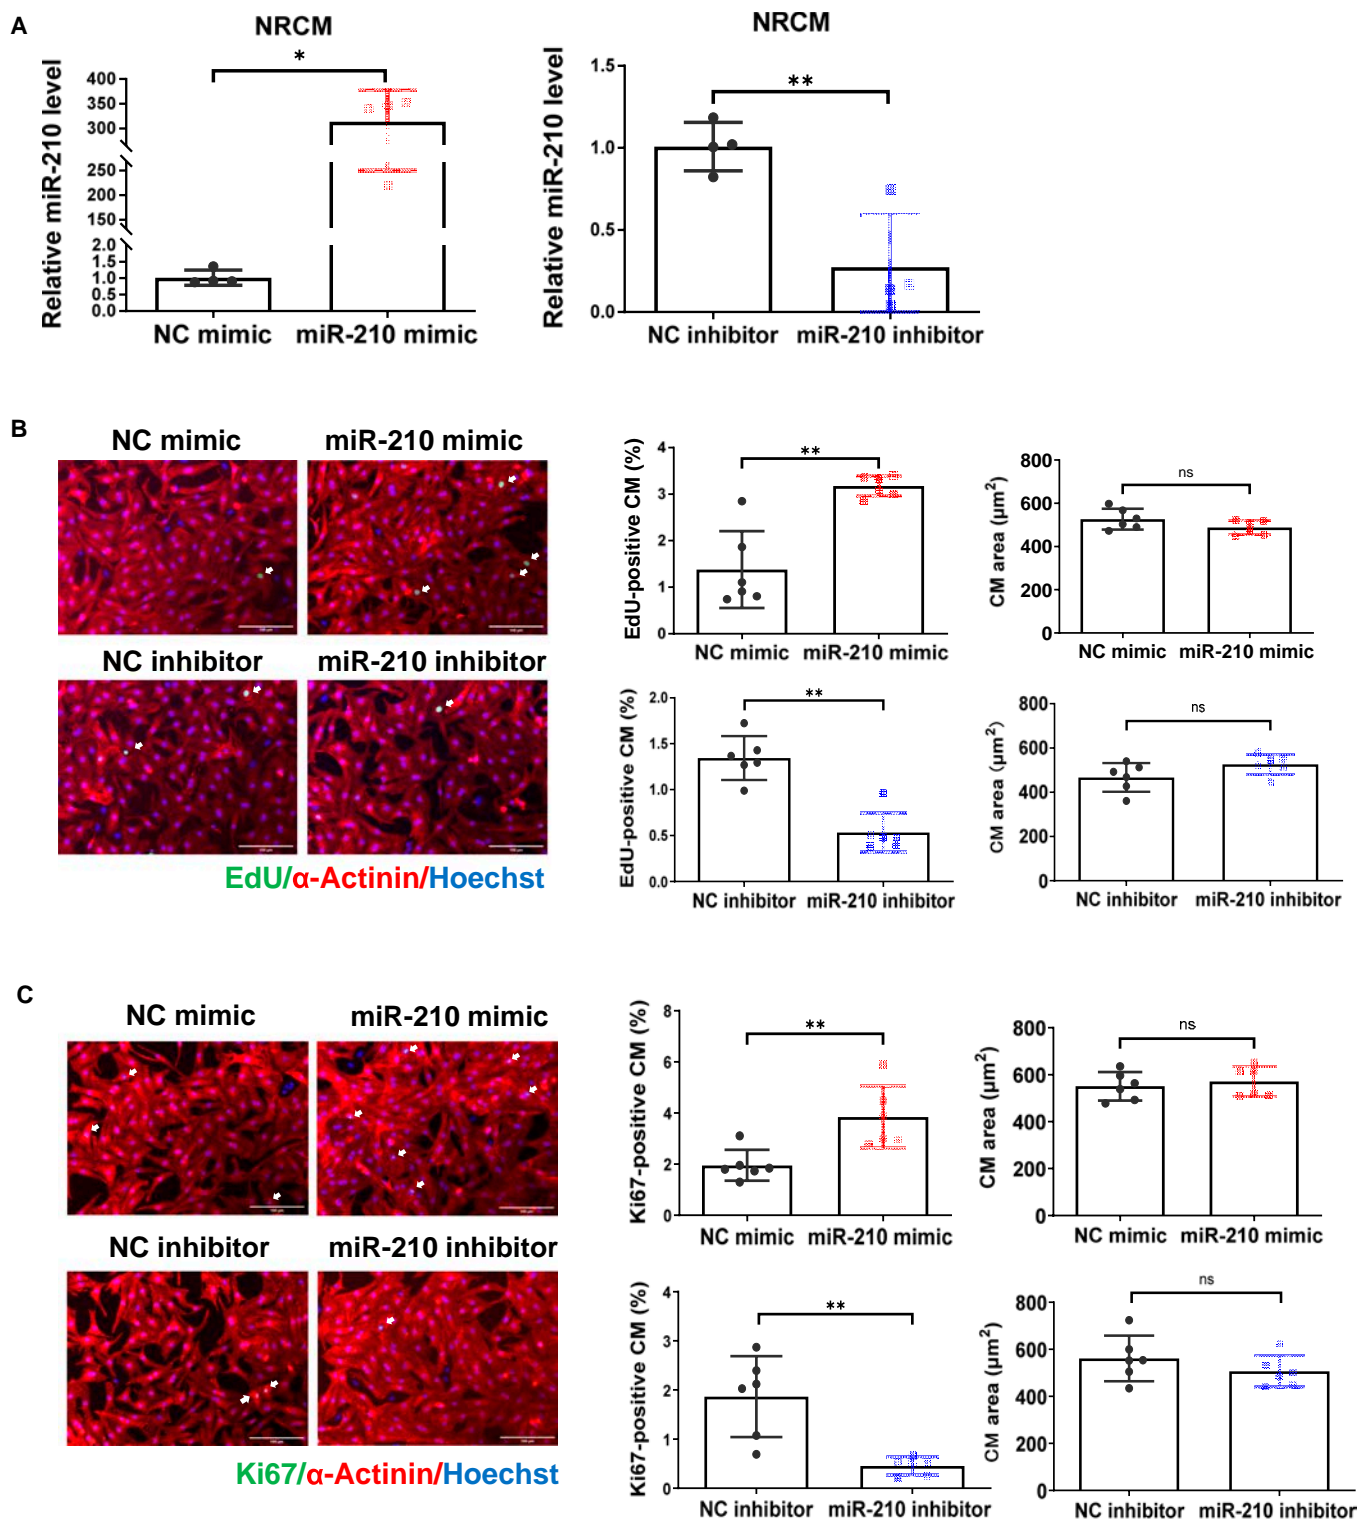 A
NRCM
*
Relative miR-210 level
400
350
300
250
200
150
2.0
1.5
1.0
0.5
0.0
NC mimic
miR-210 mimic
NRCM
**
Relative miR-210 level
1.5
1.0
0.5
0.0
NC inhibitor
miR-210 inhibitor
B
NC mimic
miR-210 mimic
NC inhibitor
miR-210 inhibitor
EdU/α-Actinin/Hoechst
EdU-positive CM (%)
4
3
2
1
0
**
NC mimic
miR-210 mimic
CM area (μm²)
800
600
400
200
0
ns
NC mimic
miR-210 mimic
EdU-positive CM (%)
2.0
1.5
1.0
0.5
0.0
**
NC inhibitor
miR-210 inhibitor
CM area (μm²)
800
600
400
200
0
ns
NC inhibitor
miR-210 inhibitor
C
NC mimic
miR-210 mimic
NC inhibitor
miR-210 inhibitor
Ki67/α-Actinin/Hoechst
Ki67-positive CM (%)
8
6
4
2
0
**
NC mimic
miR-210 mimic
CM area (μm²)
800
600
400
200
0
ns
NC mimic
miR-210 mimic
Ki67-positive CM (%)
4
3
2
1
0
**
NC inhibitor
miR-210 inhibitor
CM area (μm²)
800
600
400
200
0
ns
NC inhibitor
miR-210 inhibitor